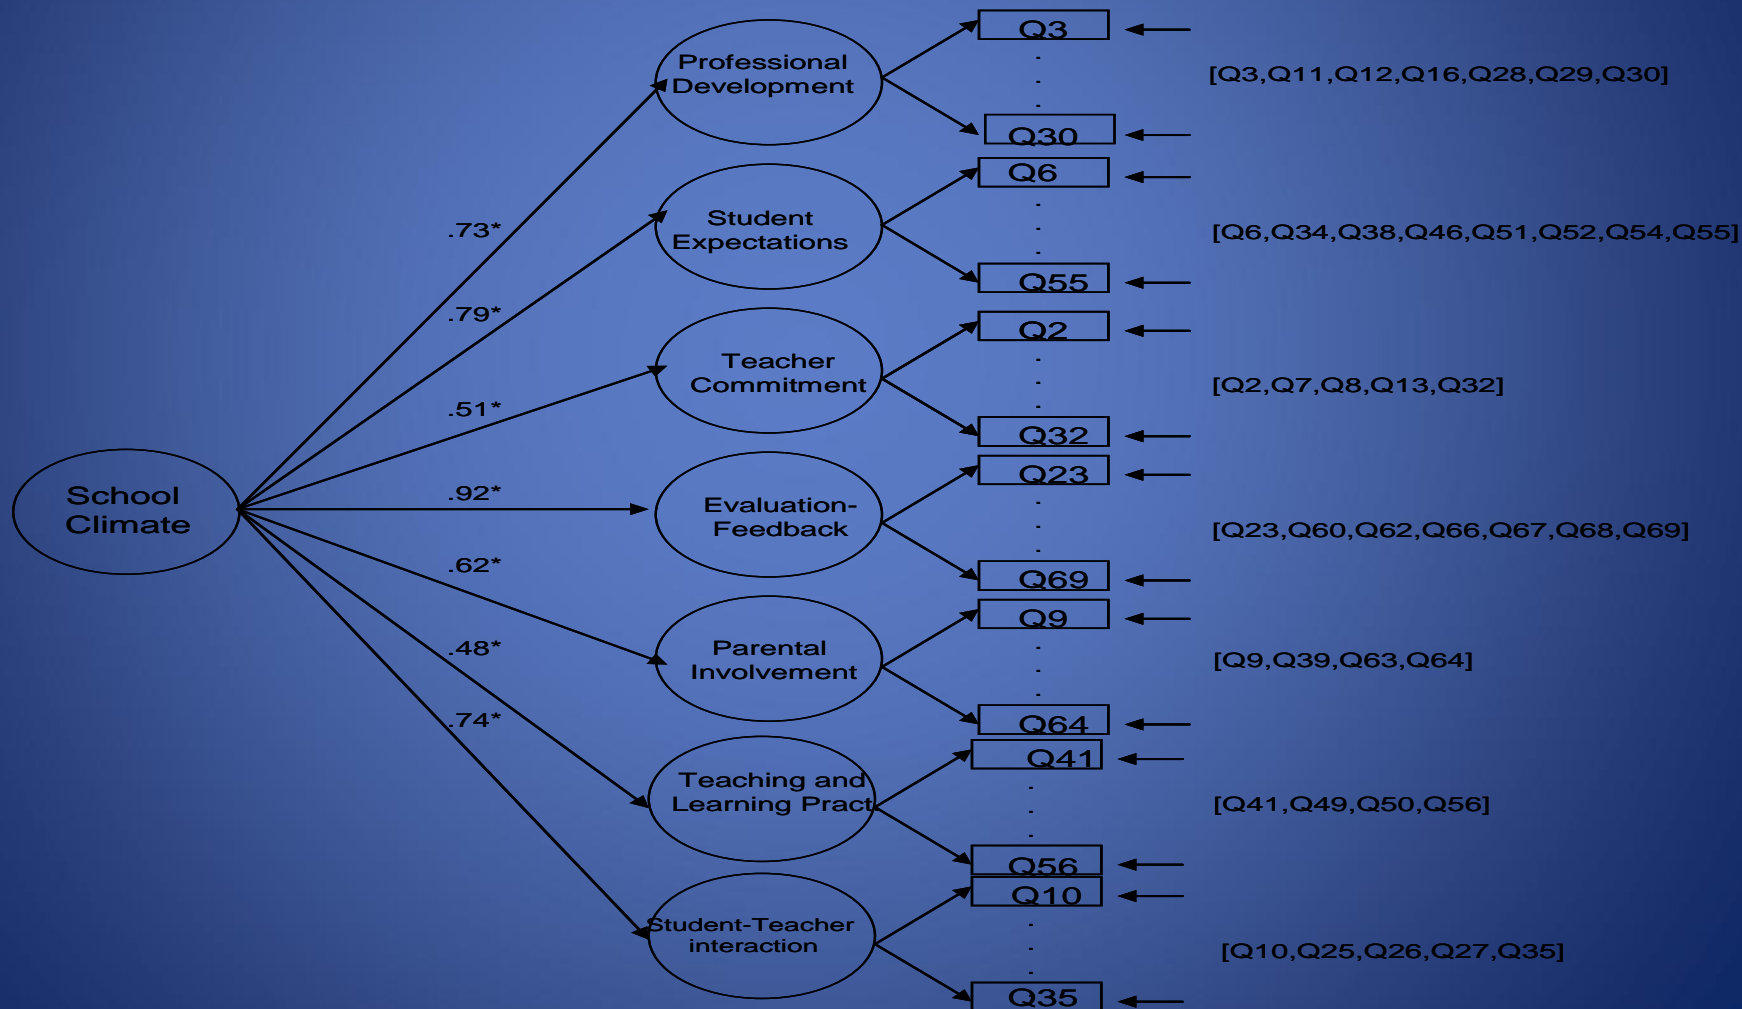 Q3
Professional
Development
[Q3,Q11,Q12,Q16,Q28,Q29,Q30]
Q30
Q6
.73*
Student
Expectations
[Q6,Q34,Q38,Q46,Q51,Q52,Q54,Q55]
Q55
.79*
Q2
Teacher
Commitment
[Q2,Q7,Q8,Q13,Q32]
.51*
Q32
Q23
School
Climate
.92*
Evaluation-
Feedback
[Q23,Q60,Q62,Q66,Q67,Q68,Q69]
.62*
Q69
Q9
.48*
Parental
Involvement
[Q9,Q39,Q63,Q64]
.74*
Q64
Q41
Teaching and
Learning Pract.
[Q41,Q49,Q50,Q56]
Q56
Q10
Student-Teacher
interaction
[Q10,Q25,Q26,Q27,Q35]
Q35